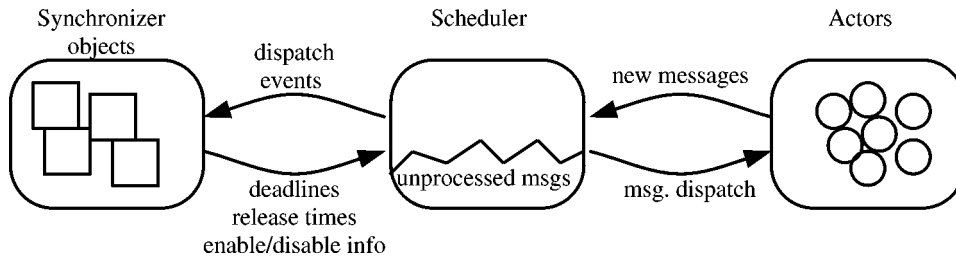 Synchronizer
objects
Scheduler
Actors
dispatch
events
new messages
unprocessed msgs
deadlines
release times
enable/disable info
msg. dispatch